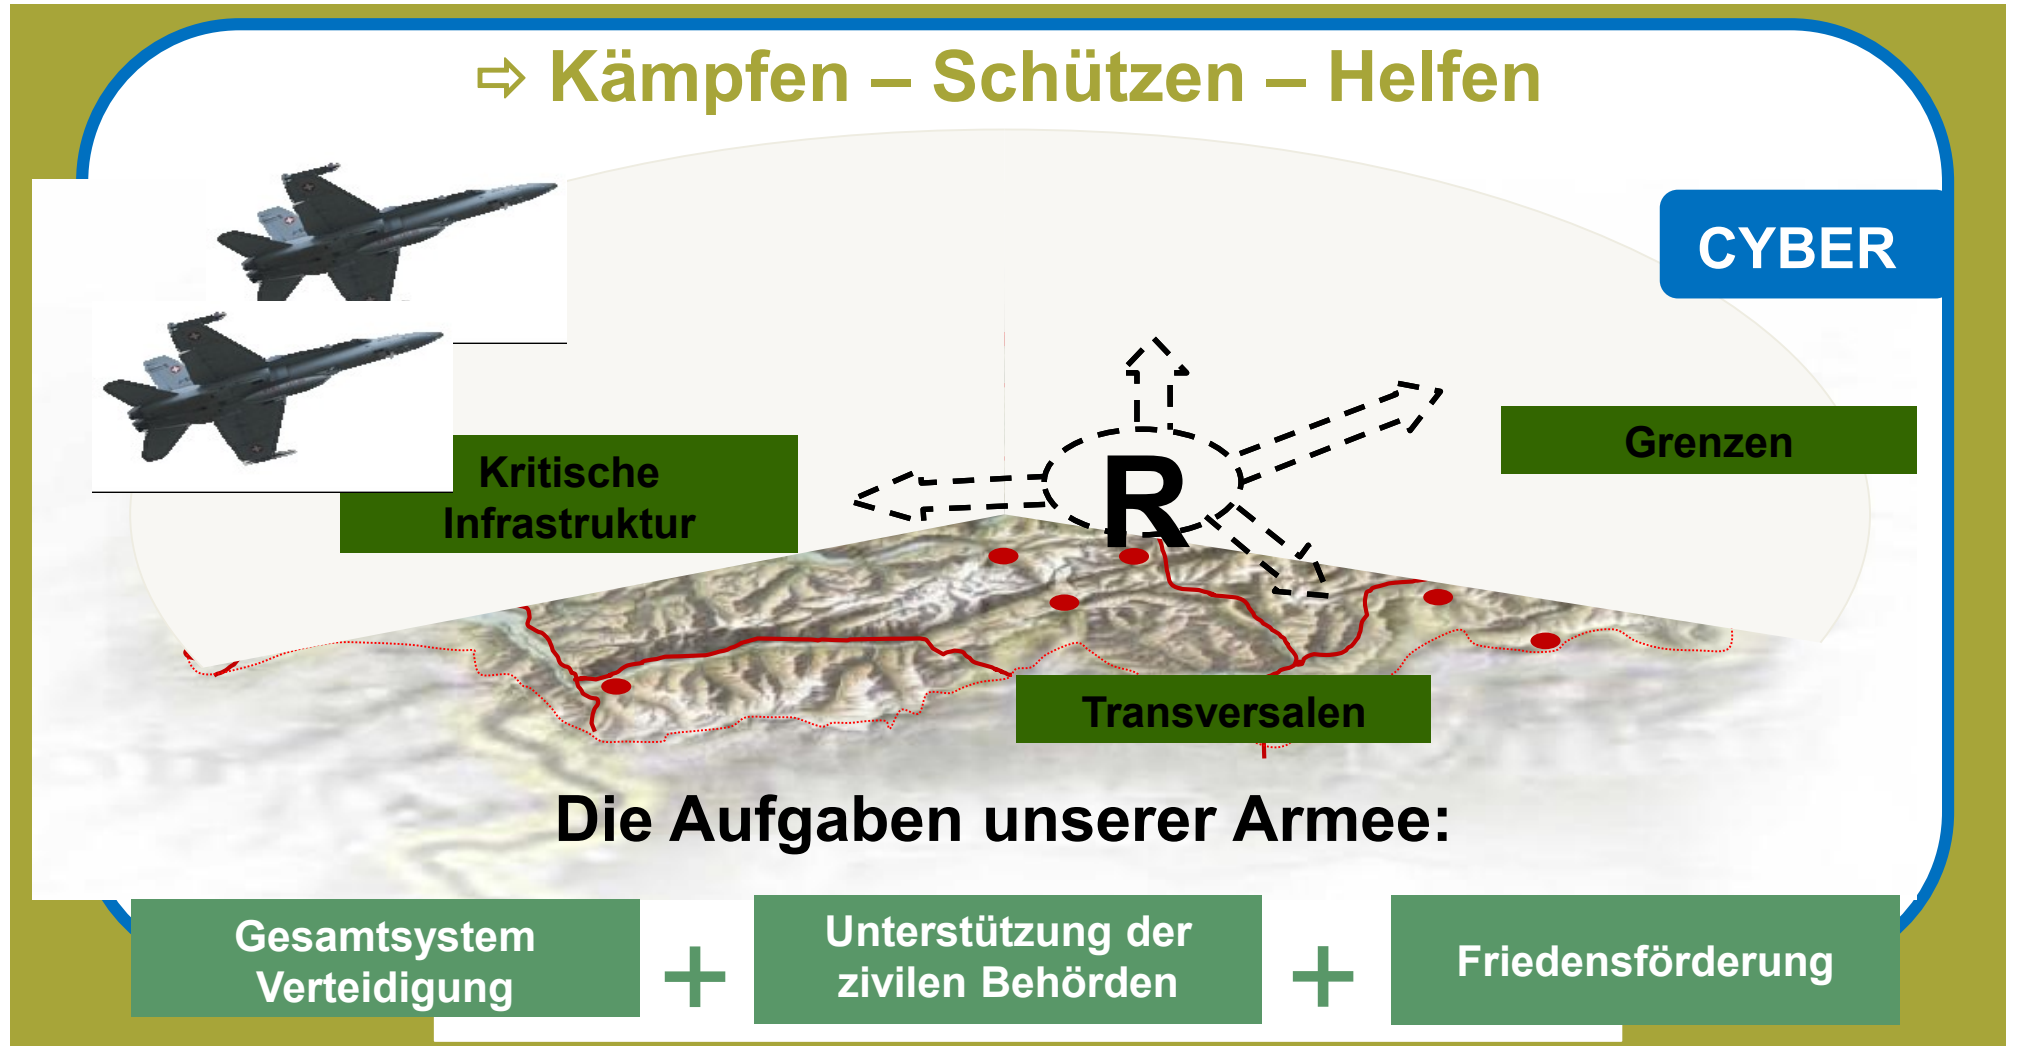 ⇨ Kämpfen – Schützen – Helfen
CYBER
Grenzen
Kritische
Infrastruktur
R
Transversalen
Die Aufgaben unserer Armee:
Gesamtsystem
Verteidigung
+
Unterstützung der
zivilen Behörden
+
Friedensförderung